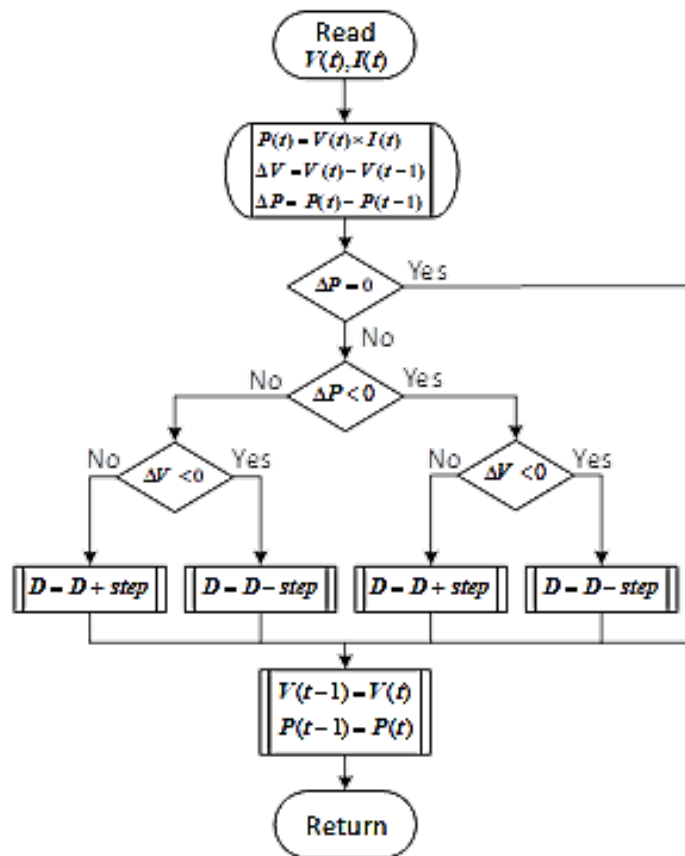 Read
V(t), I(t)
P(t) = V(t) × I(t)
ΔV = V(t) − V(t−1)
ΔP = P(t) − P(t−1)
ΔP = 0
Yes
No
ΔP < 0
No
Yes
ΔV < 0
No
Yes
ΔV < 0
No
Yes
D = D + step
D = D − step
D = D + step
D = D − step
V(t−1) = V(t)
P(t−1) = P(t)
Return